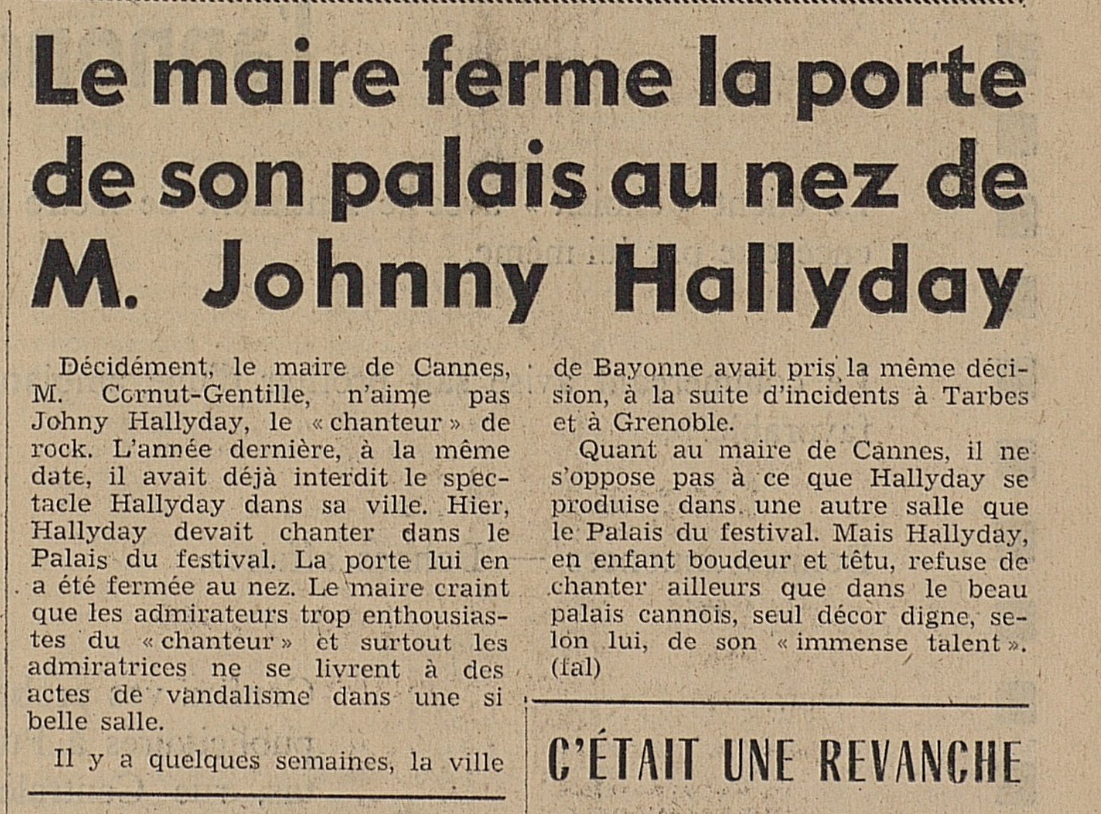 Le maire ferme la porte
de son palais au nez de
M. Johnny Hallyday
Décidément, le maire de Cannes,
M. Cornut-Gentille, n'aime pas
Johny Hallyday, le « chanteur » de
rock. L'année dernière, à la même
date, il avait déjà interdit le spec-
tacle Hallyday dans sa ville. Hier,
Hallyday devait chanter dans le
Palais du festival. La porte lui en
a été fermée au nez. Le maire craint
que les admirateurs trop enthousias-
tes du « chanteur » et surtout les
admiratrices ne se livrent à des
actes de vandalisme dans une si
belle salle.
Il y a quelques semaines, la ville
de Bayonne avait pris la même déci-
sion, à la suite d'incidents à Tarbes
et à Grenoble.
Quant au maire de Cannes, il ne
s'oppose pas à ce que Hallyday se
produise dans une autre salle que
le Palais du festival. Mais Hallyday,
en enfant boudeur et têtu, refuse de
chanter ailleurs que dans le beau
palais cannois, seul décor digne, se-
lon lui, de son « immense talent ».
(fal)
C'ÉTAIT UNE REVANCHE